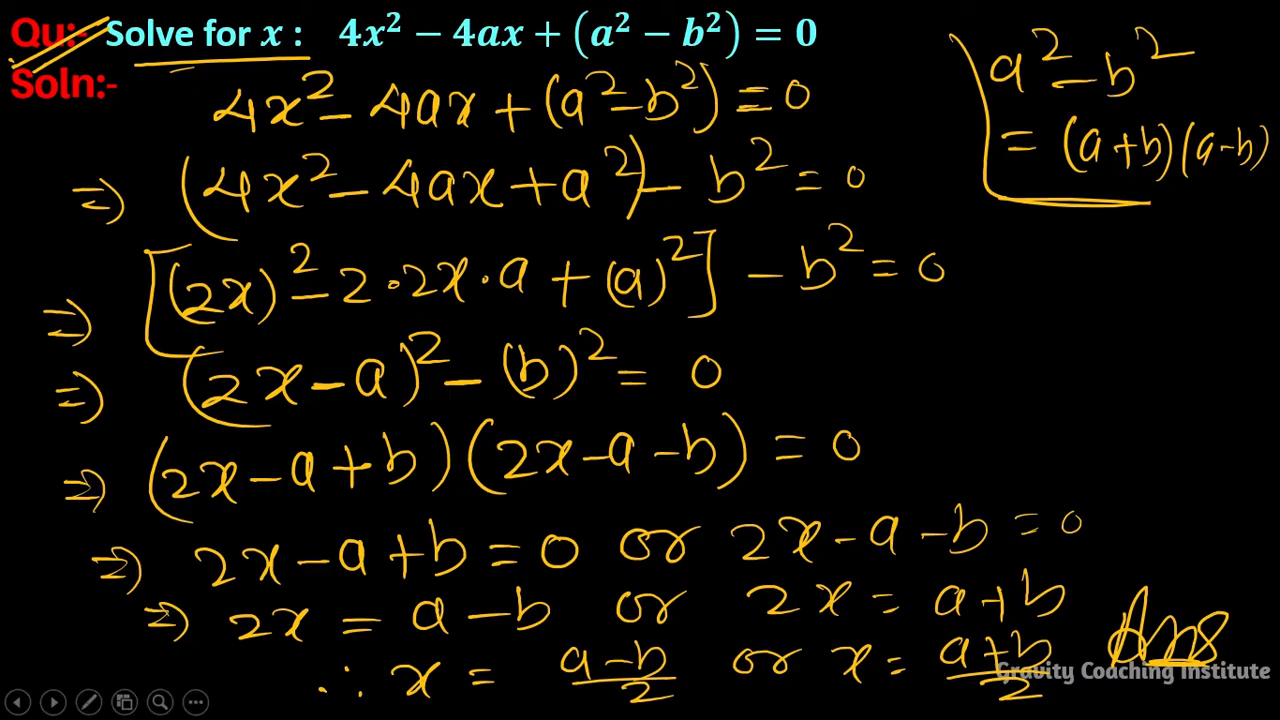 Qu:- Solve for x : 4x² − 4ax + (a² − b²) = 0
Soln:-
4x² − 4ax + (a² − b²) = 0
a² − b²
= (a+b)(a−b)
⇒ (4x² − 4ax + a²) − b² = 0
⇒ [(2x)² − 2·2x·a + (a)²] − b² = 0
⇒ (2x − a)² − (b)² = 0
⇒ (2x − a + b)(2x − a − b) = 0
⇒ 2x − a + b = 0 or 2x − a − b = 0
⇒ 2x = a − b or 2x = a + b
∴ x = (a−b)/2 or x = (a+b)/2 Ans
Gravity Coaching Institute